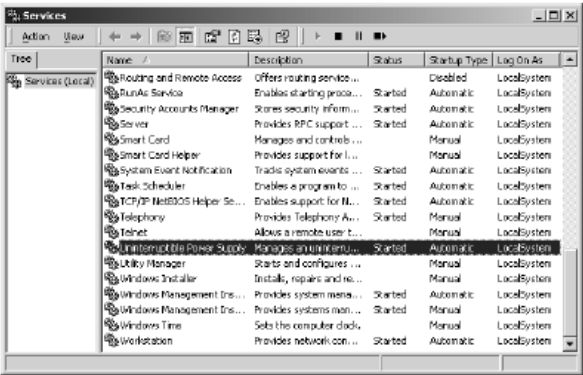 Services
Action View
Tree
Services (Local)
Name Description Status Startup Type Log On As
Routing and Remote Access Offers routing service... Disabled LocalSystem
RunAs Service Enables starting proce... Started Automatic LocalSystem
Security Accounts Manager Stores security inform... Started Automatic LocalSystem
Server Provides RPC support ... Started Automatic LocalSystem
Smart Card Manages and controls ... Manual LocalSystem
Smart Card Helper Provides support for l... Manual LocalSystem
System Event Notification Tracks system events ... Started Automatic LocalSystem
Task Scheduler Enables a program to ... Started Automatic LocalSystem
TCP/IP NetBIOS Helper Se... Enables support for N... Started Automatic LocalSystem
Telephony Provides Telephony A... Started Manual LocalSystem
Telnet Allows a remote user t... Manual LocalSystem
Uninterruptible Power Supply Manages an uninterru... Started Automatic LocalSystem
Utility Manager Starts and configures ... Manual LocalSystem
Windows Installer Installs, repairs and re... Manual LocalSystem
Windows Management Ins... Provides system mana... Started Automatic LocalSystem
Windows Management Ins... Provides systems man... Started Manual LocalSystem
Windows Time Sets the computer clock. Manual LocalSystem
Workstation Provides network con... Started Automatic LocalSystem